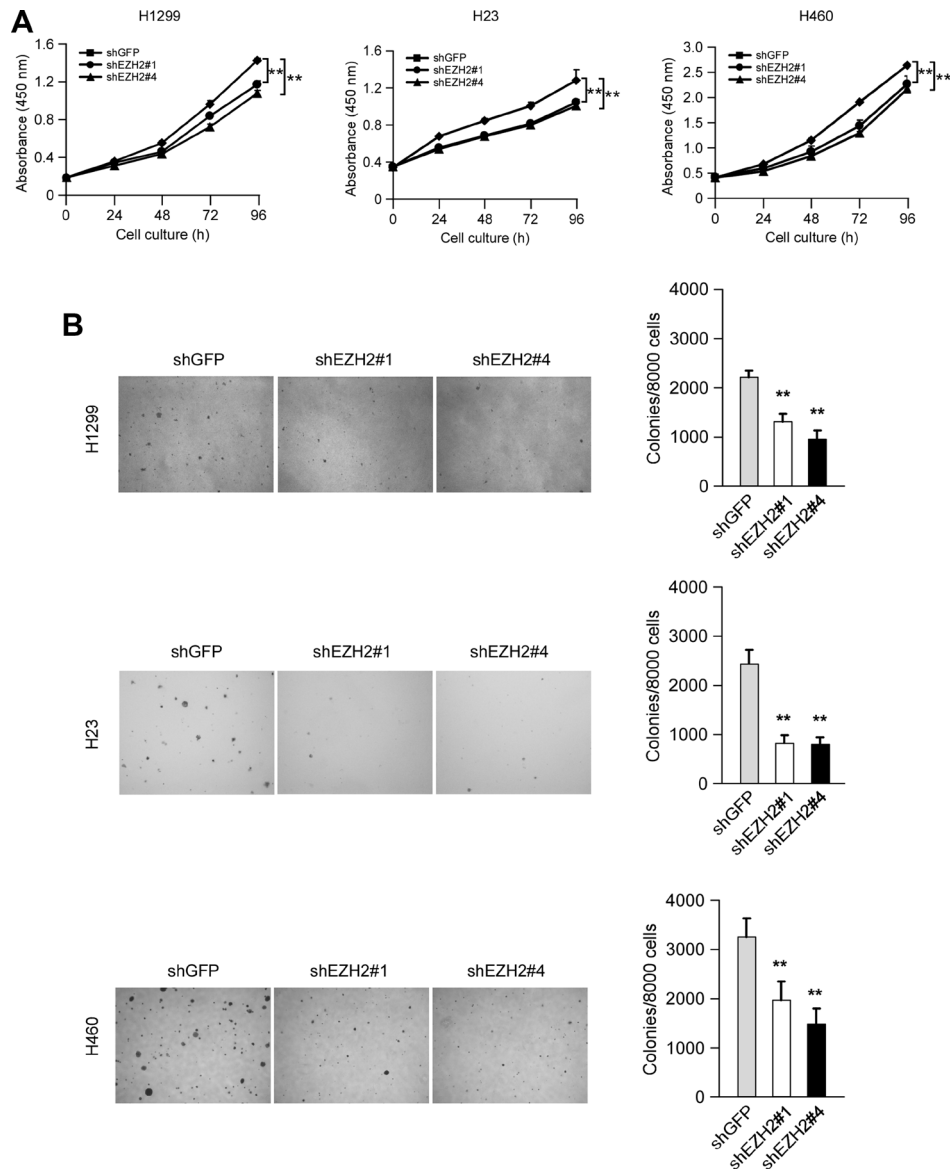 A
H1299
Absorbance (450 nm)
1.6
1.2
0.8
0.4
0
shGFP
shEZH2#1
shEZH2#4
**
**
0 24 48 72 96
Cell culture (h)
H23
Absorbance (450 nm)
1.6
1.2
0.8
0.4
0
shGFP
shEZH2#1
shEZH2#4
**
**
0 24 48 72 96
Cell culture (h)
H460
Absorbance (450 nm)
3.0
2.5
2.0
1.5
1.0
0.5
0
shGFP
shEZH2#1
shEZH2#4
**
**
0 24 48 72 96
Cell culture (h)
B
shGFP shEZH2#1 shEZH2#4
H1299
Colonies/8000 cells
4000
3000
2000
1000
0
**
**
shGFP
shEZH2#1
shEZH2#4
shGFP shEZH2#1 shEZH2#4
H23
Colonies/8000 cells
4000
3000
2000
1000
0
** **
shGFP
shEZH2#1
shEZH2#4
shGFP shEZH2#1 shEZH2#4
H460
Colonies/8000 cells
4000
3000
2000
1000
0
**
**
shGFP
shEZH2#1
shEZH2#4